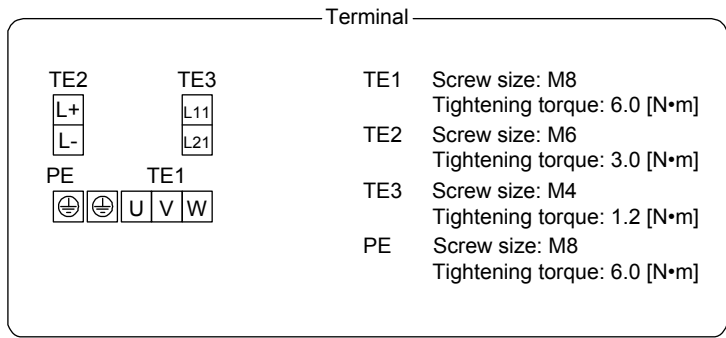 Terminal
TE2 TE3
L+ L11
L- L21
PE TE1
U V W
TE1 Screw size: M8
Tightening torque: 6.0 [N•m]
TE2 Screw size: M6
Tightening torque: 3.0 [N•m]
TE3 Screw size: M4
Tightening torque: 1.2 [N•m]
PE Screw size: M8
Tightening torque: 6.0 [N•m]